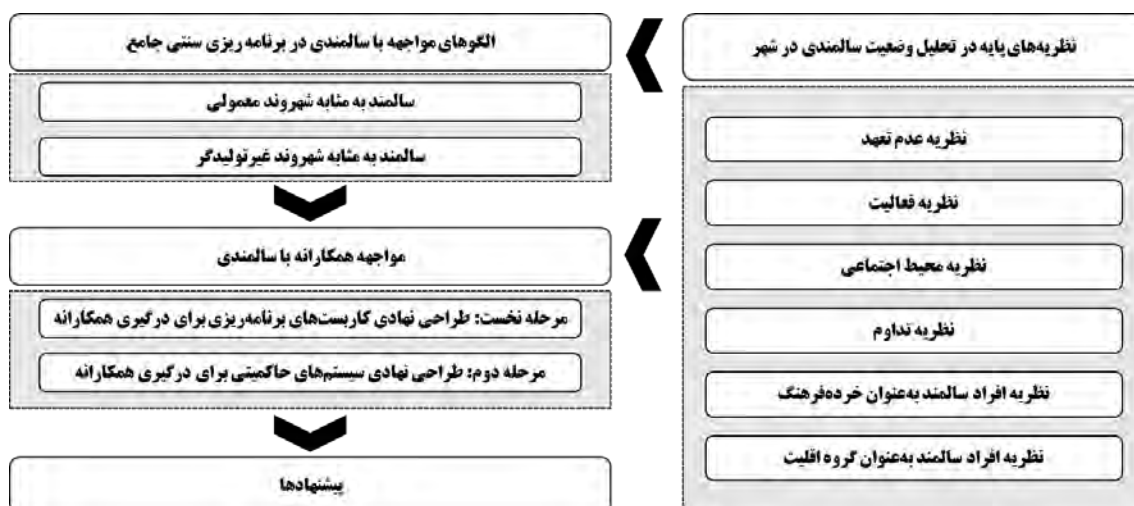 نظریه‌های پایه در تحلیل وضعیت سالمندی در شهر
نظریه عدم تعهد
نظریه فعالیت
نظریه محیط اجتماعی
نظریه تداوم
نظریه افراد سالمند به‌عنوان خرده‌فرهنگ
نظریه افراد سالمند به‌عنوان گروه اقلیت
الگوهای مواجهه با سالمندی در برنامه ریزی سنتی جامع
سالمند به مثابه شهروند معمولی
سالمند به مثابه شهروند غیرتولیدگر
مواجهه همکارانه با سالمندی
مرحله نخست: طراحی نهادی کاربست‌های برنامه‌ریزی برای درگیری همکارانه
مرحله دوم: طراحی نهادی سیستم‌های حاکمیتی برای درگیری همکارانه
پیشنهادها